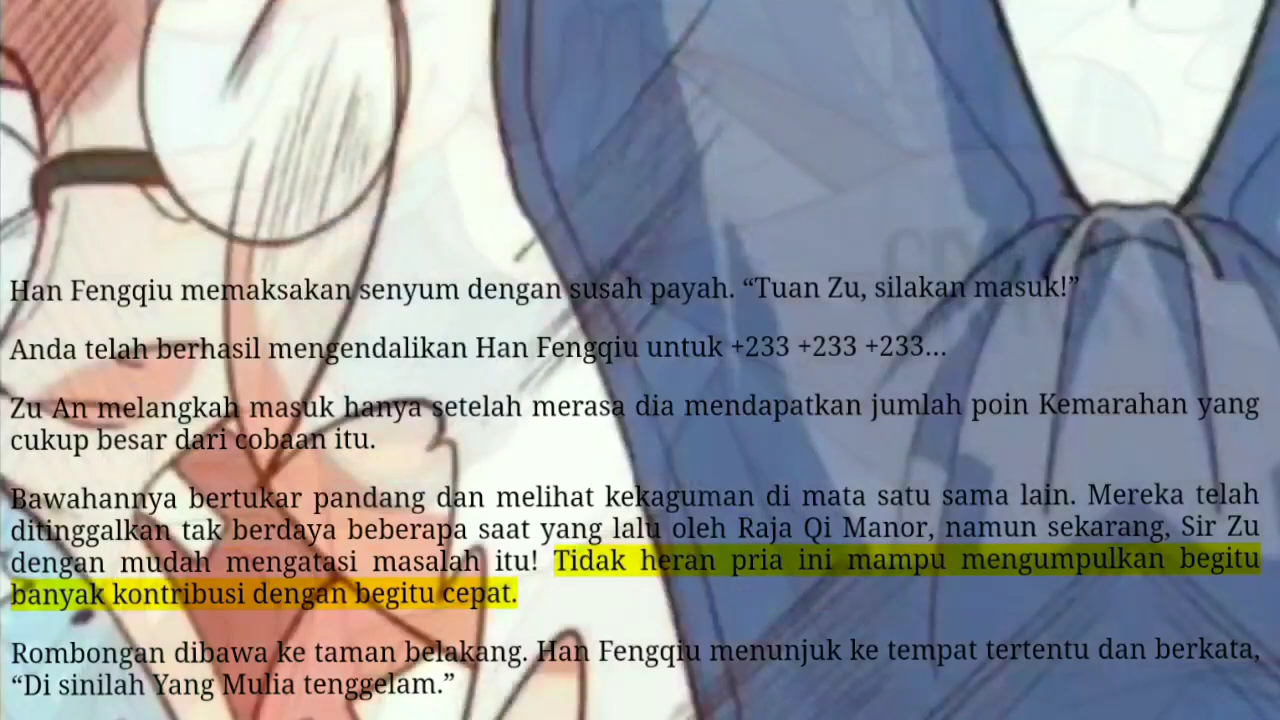 Han Fengqiu memaksakan senyum dengan susah payah. “Tuan Zu, silakan masuk!”
Anda telah berhasil mengendalikan Han Fengqiu untuk +233 +233 +233...
Zu An melangkah masuk hanya setelah merasa dia mendapatkan jumlah poin Kemarahan yang
cukup besar dari cobaan itu.
Bawahannya bertukar pandang dan melihat kekaguman di mata satu sama lain. Mereka telah
ditinggalkan tak berdaya beberapa saat yang lalu oleh Raja Qi Manor, namun sekarang, Sir Zu
dengan mudah mengatasi masalah itu! Tidak heran pria ini mampu mengumpulkan begitu
banyak kontribusi dengan begitu cepat.
Rombongan dibawa ke taman belakang. Han Fengqiu menunjuk ke tempat tertentu dan berkata,
“Di sinilah Yang Mulia tenggelam.”